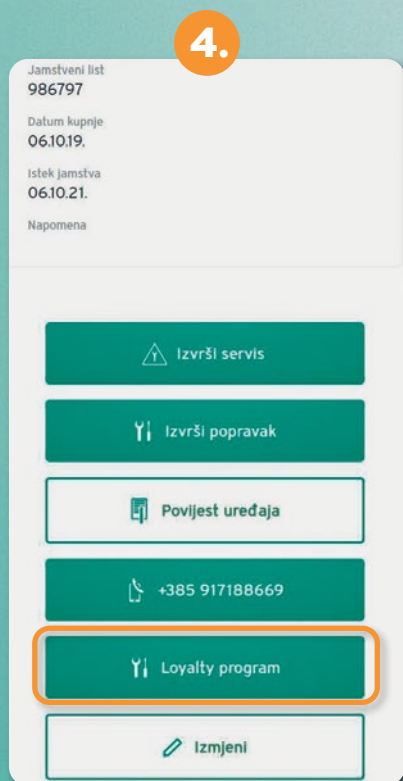 4.
Jamstveni list
986797
Datum kupnje
06.10.19.
Istek jamstva
06.10.21.
Napomena
Izvrši servis
Izvrši popravak
Povijest uređaja
+385 917188669
Loyalty program
Izmjeni